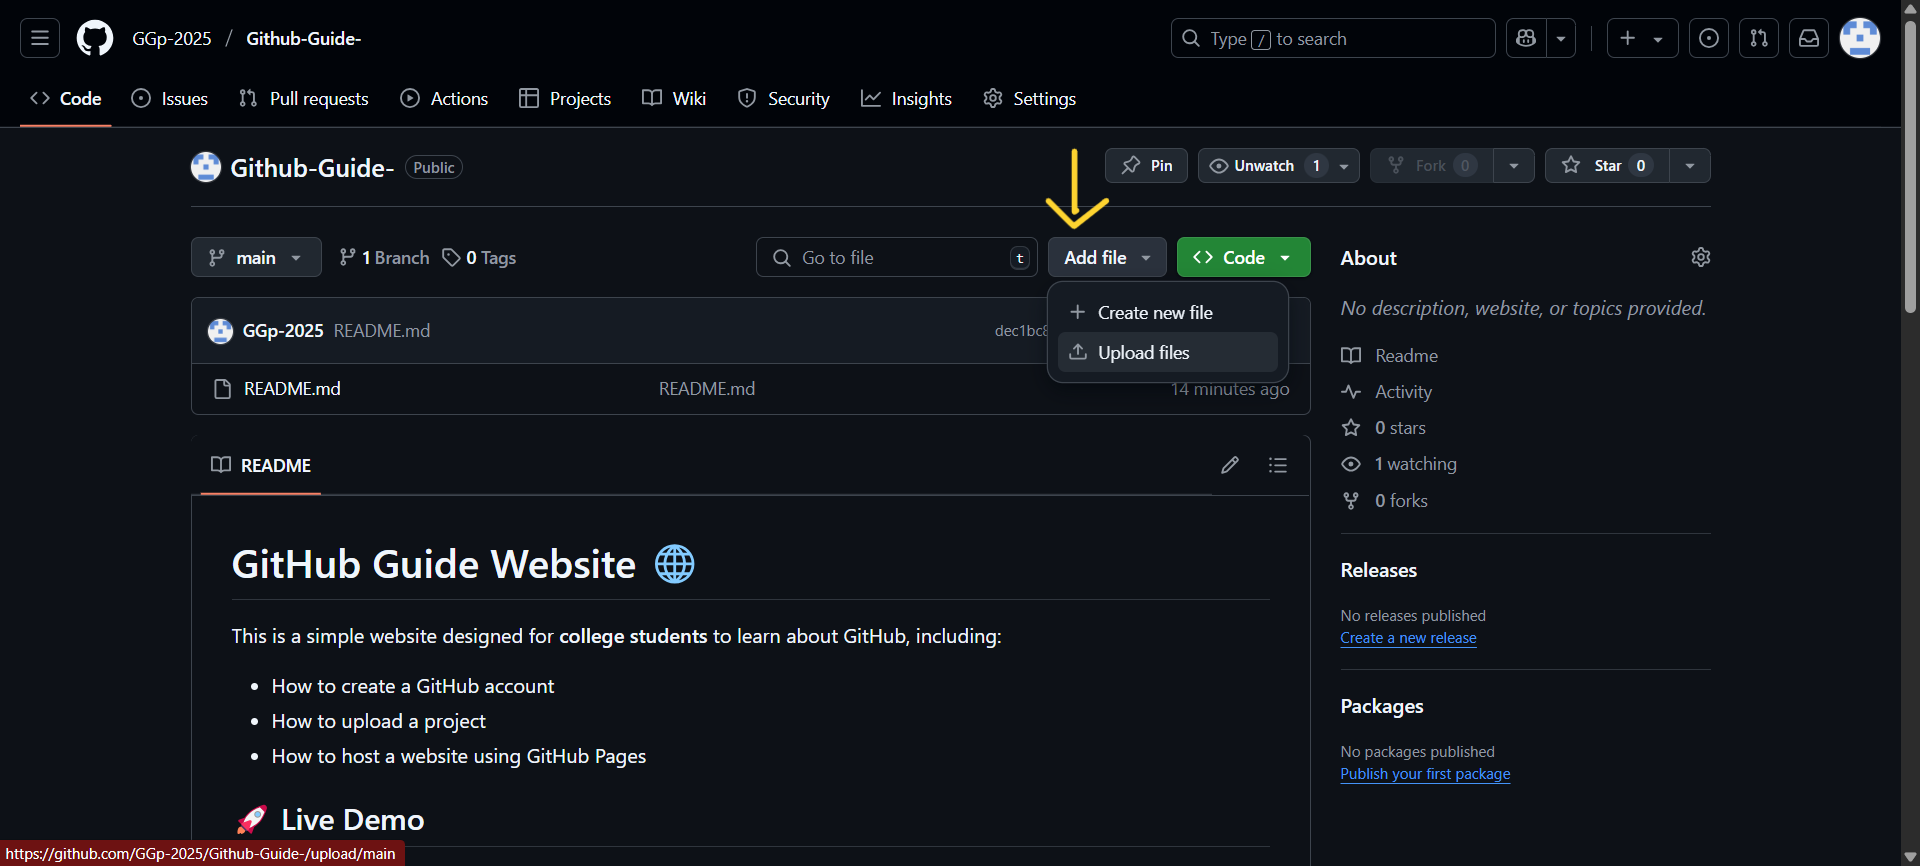 GGp-2025 / Github-Guide-
Type / to search
Code Issues Pull requests Actions Projects Wiki Security Insights Settings
Github-Guide- Public
Pin Unwatch 1 Fork 0 Star 0
main 1 Branch 0 Tags Go to file t Add file Code
Create new file
Upload files
GGp-2025 README.md dec1bc8
README.md README.md 14 minutes ago
README
GitHub Guide Website
This is a simple website designed for college students to learn about GitHub, including:
• How to create a GitHub account
• How to upload a project
• How to host a website using GitHub Pages
Live Demo
About
No description, website, or topics provided.
Readme
Activity
0 stars
1 watching
0 forks
Releases
No releases published
Create a new release
Packages
No packages published
Publish your first package
https://github.com/GGp-2025/Github-Guide-/upload/main